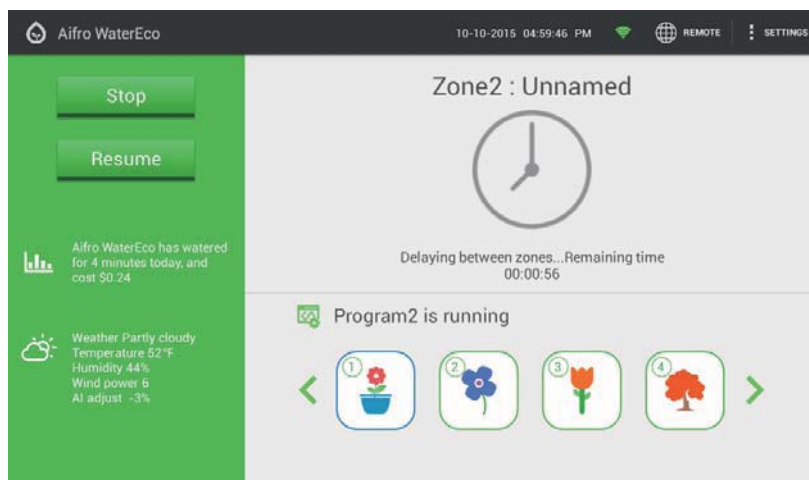 Aifro WaterEco
10-10-2015 04:59:46 PM
REMOTE
SETTINGS
Stop
Resume
Aifro WaterEco has watered
for 4 minutes today, and
cost $0.24
Weather Partly cloudy
Temperature 52°F
Humidity 44%
Wind power 6
AI adjust -3%
Zone2 : Unnamed
Delaying between zones...Remaining time
00:00:56
Program2 is running
1
2
3
4